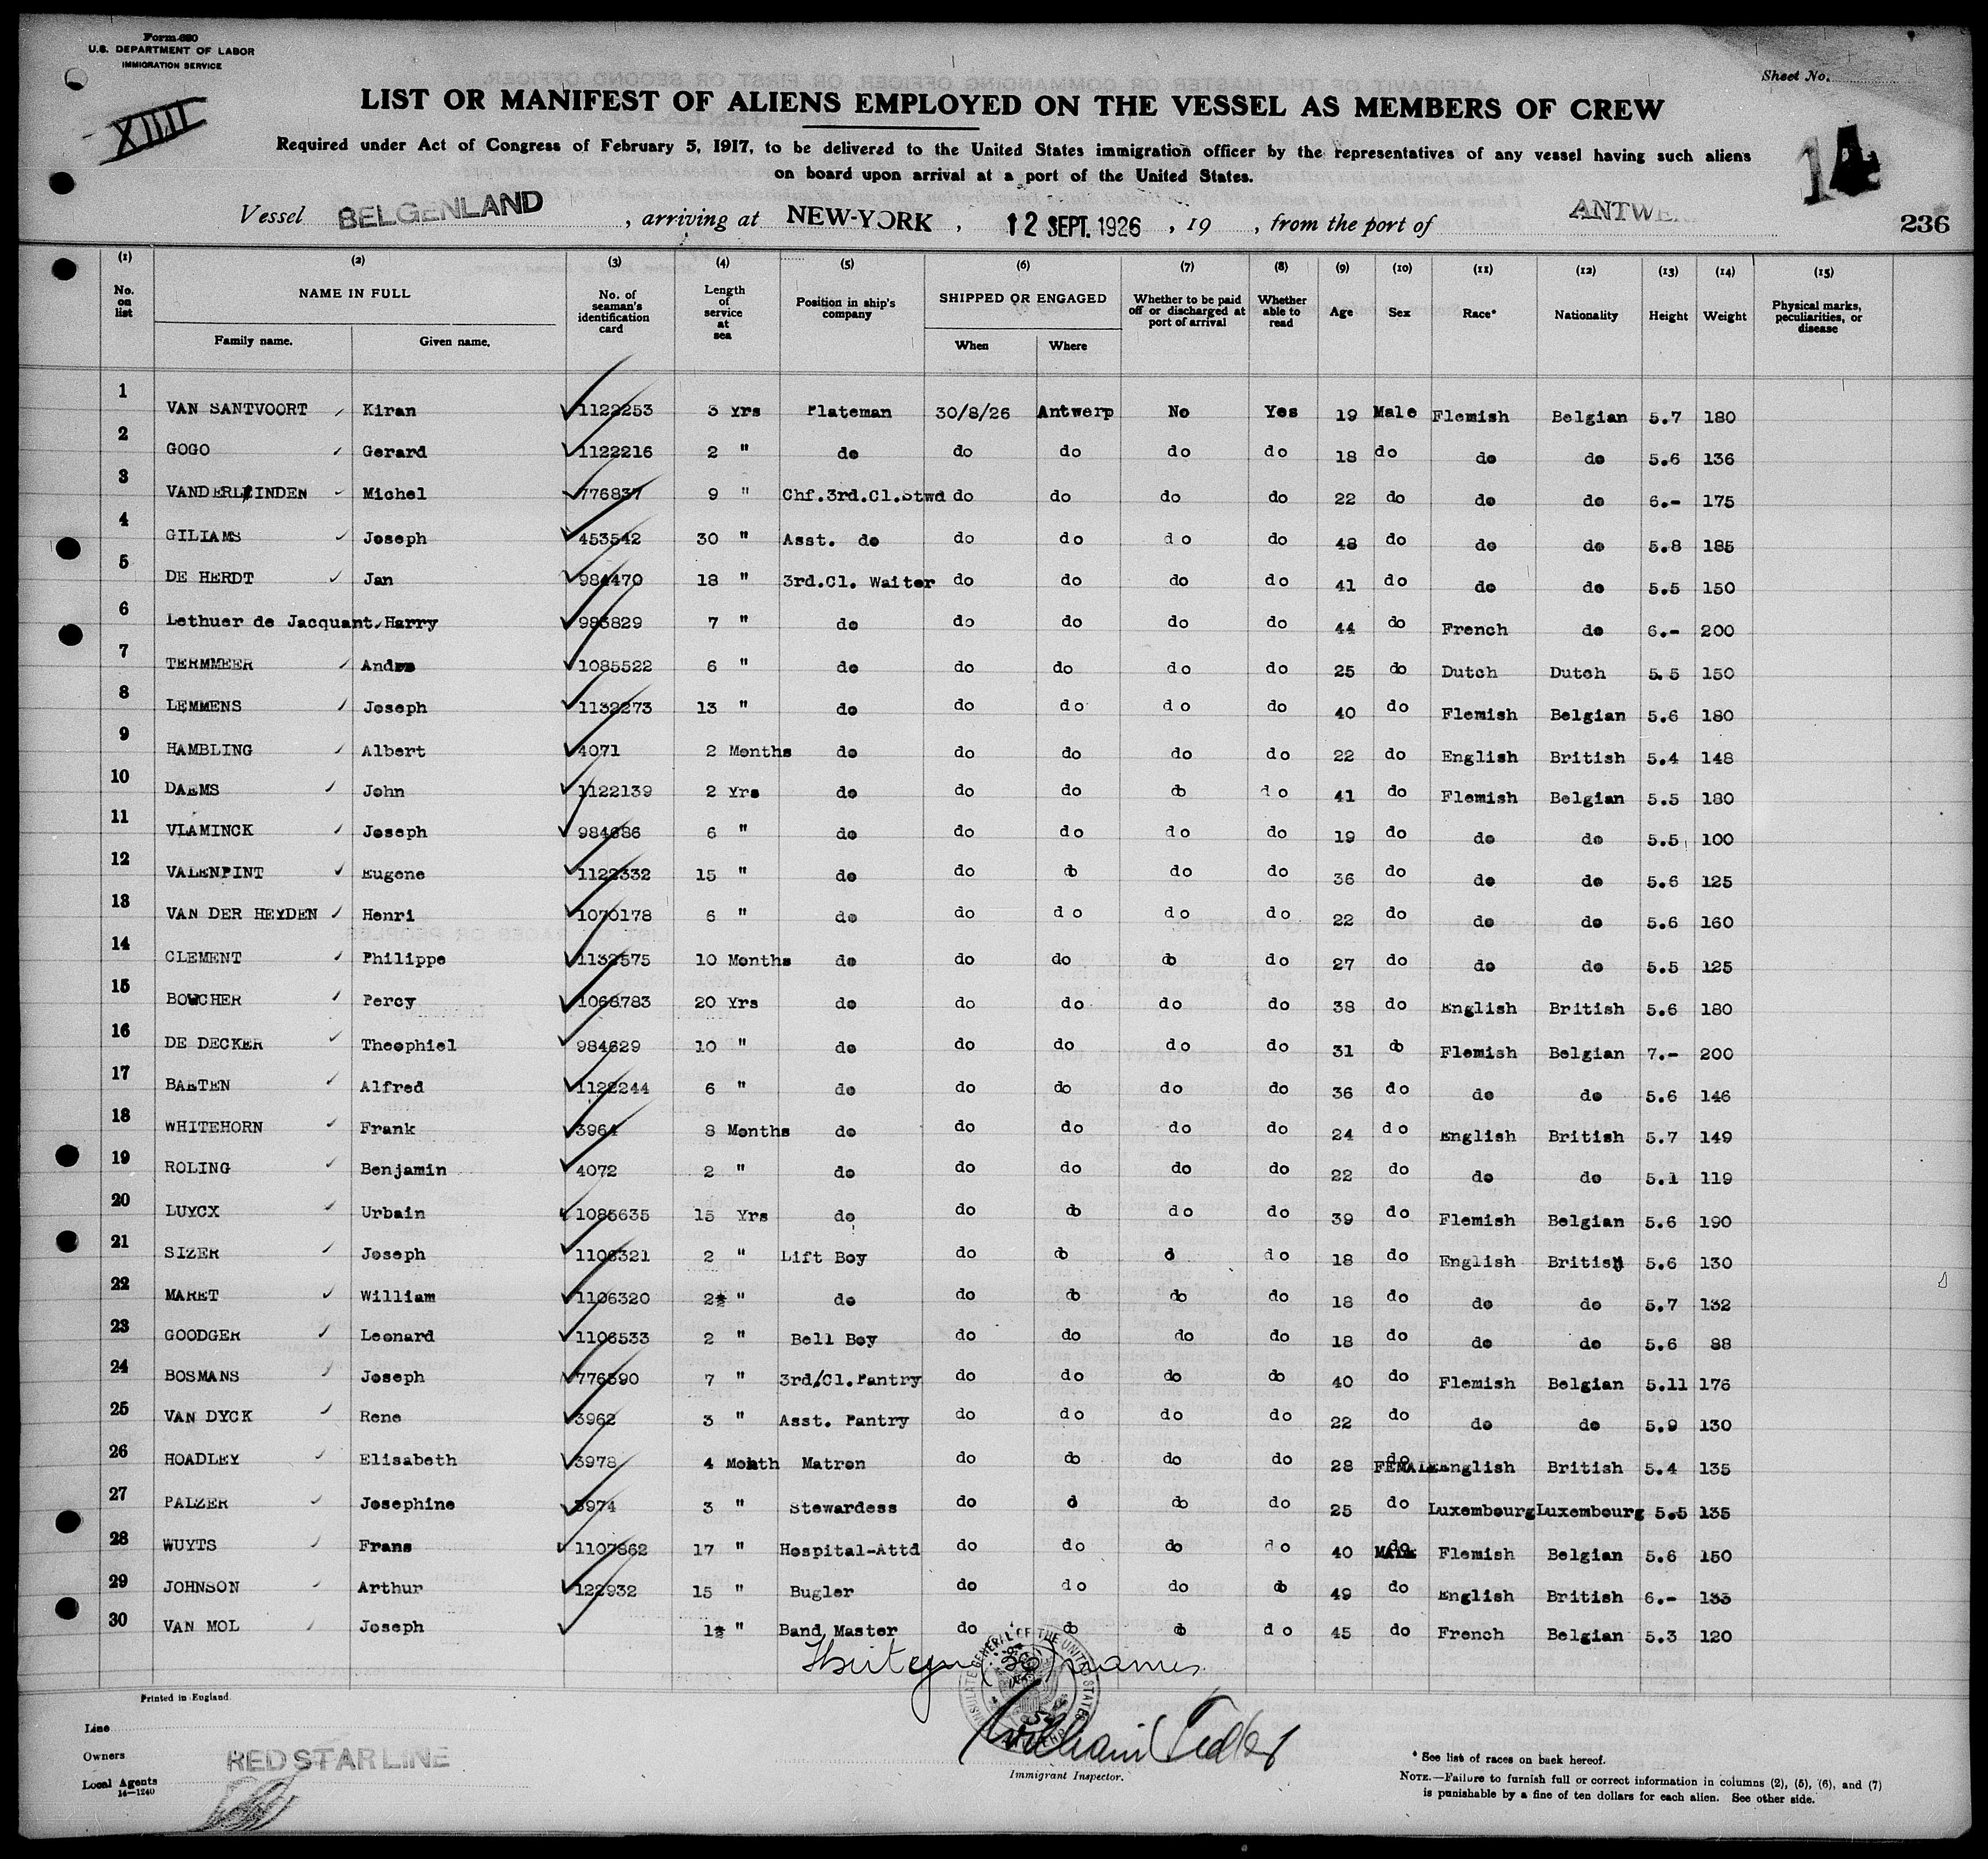 Form 680
U.S. DEPARTMENT OF LABOR
IMMIGRATION SERVICE
Sheet No.
XIIII
LIST OR MANIFEST OF ALIENS EMPLOYED ON THE VESSEL AS MEMBERS OF CREW
14
Required under Act of Congress of February 5, 1917, to be delivered to the United States immigration officer by the representatives of any vessel having such aliens
on board upon arrival at a port of the United States.
Vessel BELGENLAND, arriving at NEW-YORK, 12 SEPT. 1926, 19 , from the port of
236
(1) (2) (3) (4) (5) (6) (7) (8) (9) (10) (11) (12) (13) (14) (15)
No. on list NAME IN FULL Family name. Given name. No. of seaman's identification card Length of service at sea Position in ship's company SHIPPED OR ENGAGED When Where Whether to be paid off or discharged at port of arrival Whether able to read Age Sex Race* Nationality Height Weight Physical marks, peculiarities, or disease
1 VAN SANTVOORT Kiran 1122253 3 Yrs Plateman 30/8/26 Antwerp No Yes 19 Male Flemish Belgian 5.7 180
2 GOGO Gerard 1122216 2 " do do do do do 18 do do do 5.6 136
3 VANDERLINDEN Michel 776837 9 " Chf.3rd.Cl.Stwd do do do do 22 do do do 6.- 175
4 GILIAMS Joseph 453542 30 " Asst. do do do do do 48 do do do 5.8 185
5 DE HERDT Jan 984470 18 " 3rd.Cl. Waiter do do do do 41 do do do 5.5 150
6 Lethuer de Jacquant Harry 985829 7 " do do do do do 44 do French do 6.- 200
7 TERMMEER Andre 1085522 6 " do do do do do 25 do Dutch Dutch 5.5 150
8 LEMMENS Joseph 1132273 13 " do do do do do 40 do Flemish Belgian 5.6 180
9 HAMBLING Albert 4071 2 Months do do do do do 22 do English British 5.4 148
10 DAEMS John 1122139 2 Yrs do do do do do 41 do Flemish Belgian 5.5 180
11 VLAMINCK Joseph 984686 6 " do do do do do 19 do do do 5.5 100
12 VALENPINT Eugene 1122332 15 " do do do do do 36 do do do 5.6 125
13 VAN DER HEYDEN Henri 1070178 6 " do do do do do 22 do do do 5.6 160
14 CLEMENT Philippe 1132575 10 Months do do do do do 27 do do do 5.5 125
15 BOWCHER Percy 1068783 20 Yrs do do do do do 38 do English British 5.6 180
16 DE DECKER Theophiel 984629 10 " do do do do do 31 do Flemish Belgian 7.- 200
17 BAETEN Alfred 1122244 6 " do do do do do 36 do do do 5.6 146
18 WHITEHORN Frank 3964 8 Months do do do do do 24 do English British 5.7 149
19 ROLING Benjamin 4072 2 " do do do do do 22 do do do 5.1 119
20 LUYCX Urbain 1085635 15 Yrs do do do do do 39 do Flemish Belgian 5.6 190
21 SIZER Joseph 1106321 2 " Lift Boy do do do do 18 do English British 5.6 130
22 MARET William 1106320 2½ " do do do do do 18 do do do 5.7 132
23 GOODGER Leonard 1106533 2 " Bell Boy do do do do 18 do do do 5.6 88
24 BOSMANS Joseph 776390 7 " 3rd/Cl.Pantry do do do do 40 do Flemish Belgian 5.11 176
25 VAN DYCK Rene 3962 3 " Asst. Pantry do do do do 22 do do do 5.9 130
26 HOADLEY Elisabeth 3978 4 Month Matron do do do do 28 do FEMALE English British 5.4 135
27 PALZER Josephine 3974 3 " Stewardess do do do do 25 do Luxembourg Luxembourg 5.5 135
28 WUYTS Frans 1107862 17 " Hospital-Attd do do do do 40 do MALE Flemish Belgian 5.6 150
29 JOHNSON Arthur 122932 15 " Bugler do do do do 49 do English British 6.- 133
30 VAN MOL Joseph 1½ " Band Master do do do do 45 do French Belgian 5.3 120
(30) names
Printed in England.
Line
Owners RED STAR LINE
Local Agents
14—1240
William
Immigrant Inspector.
* See list of races on back hereof.
NOTE.—Failure to furnish full or correct information in columns (2), (5), (6), and (7)
is punishable by a fine of ten dollars for each alien. See other side.